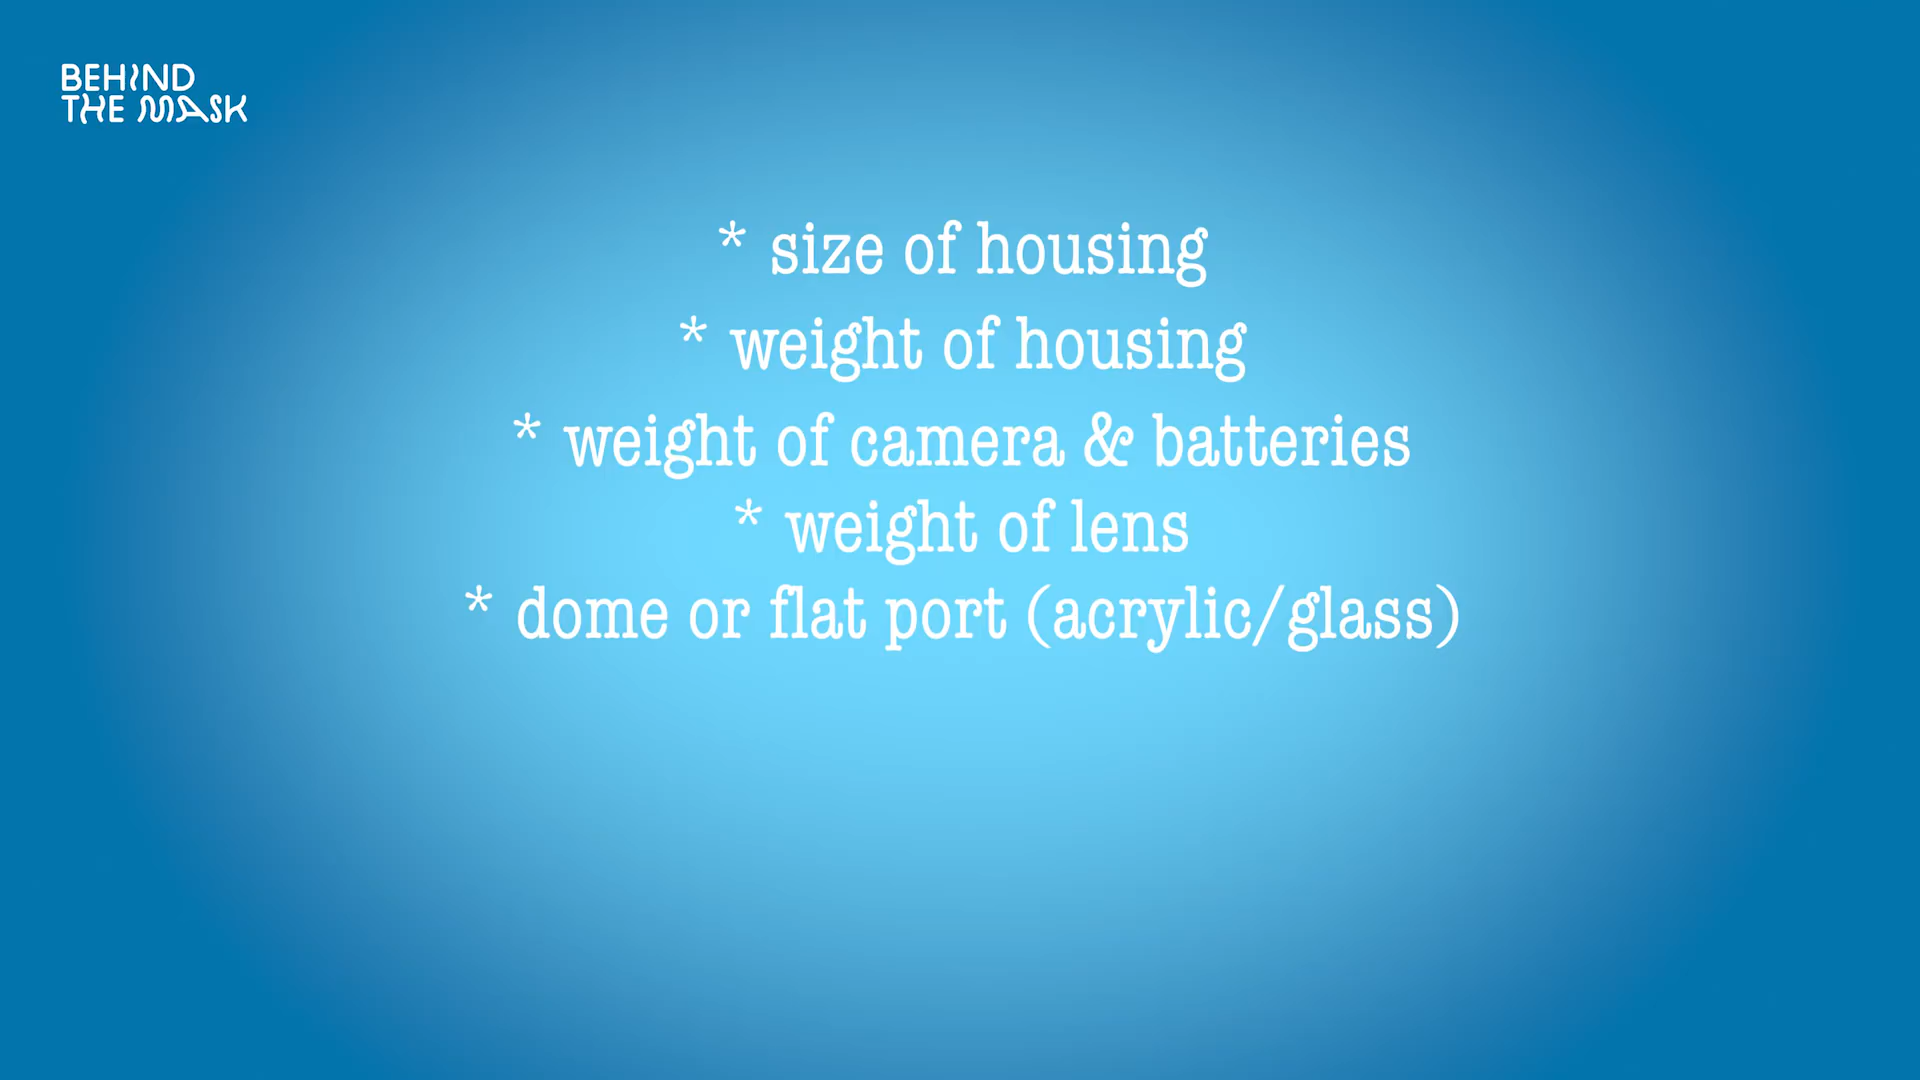 BEHIND
THE MASK
* size of housing
* weight of housing
* weight of camera & batteries
* weight of lens
* dome or flat port (acrylic/glass)